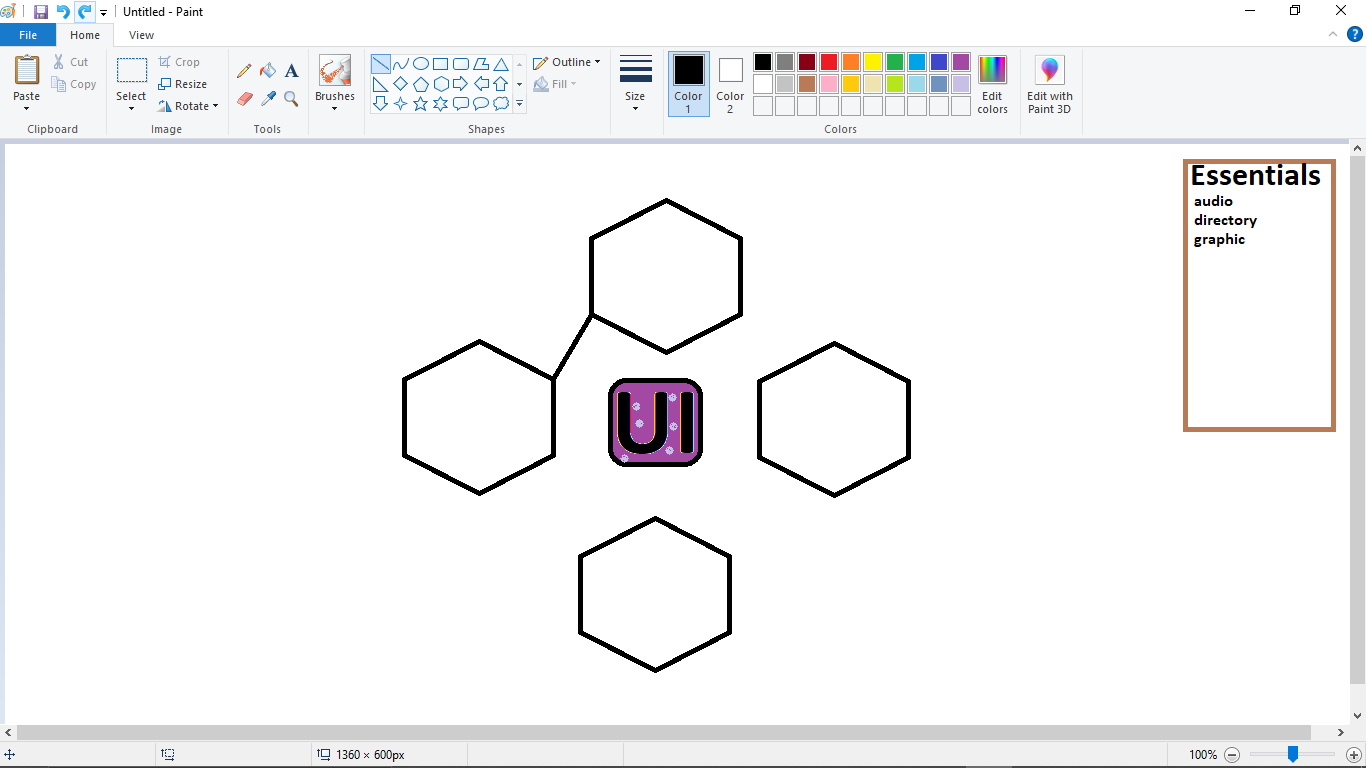 Untitled - Paint
File
Home
View
Paste
Cut
Copy
Clipboard
Select
Crop
Resize
Rotate
Image
A
Tools
Brushes
Shapes
Outline
Fill
Size
Color 1
Color 2
Colors
Edit colors
Edit with Paint 3D
?
Essentials
audio
directory
graphic
UI
1360 × 600px
100%